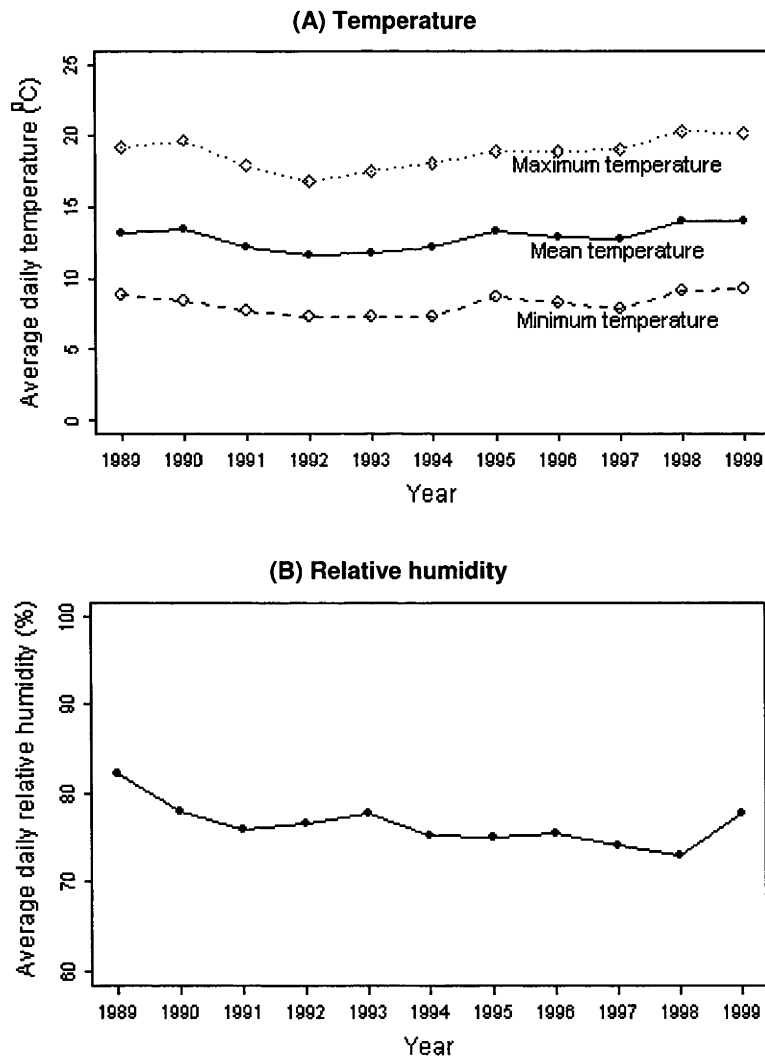 (A) Temperature
Average daily temperature (°C)
25
20
15
10
5
0
Maximum temperature
Mean temperature
Minimum temperature
1989 1990 1991 1992 1993 1994 1995 1996 1997 1998 1999
Year
(B) Relative humidity
Average daily relative humidity (%)
100
90
80
70
60
1989 1990 1991 1992 1993 1994 1995 1996 1997 1998 1999
Year